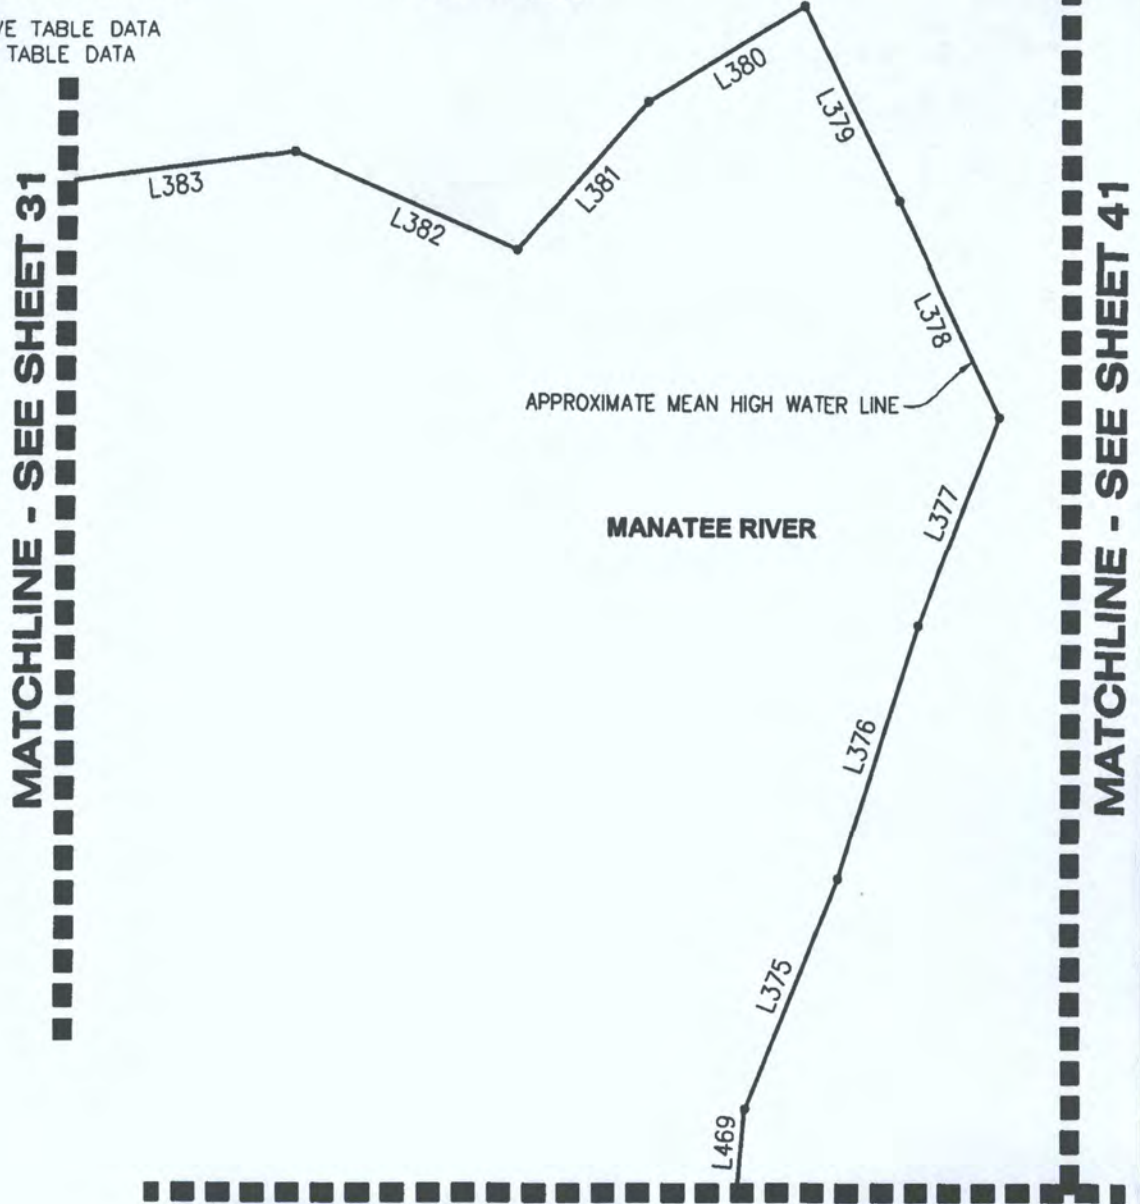 TABLE DATA
TABLE DATA
L380
L379
L383
L382
L381
MATCHLINE - SEE SHEET 31
MATCHLINE - SEE SHEET 41
L378
APPROXIMATE MEAN HIGH WATER LINE
L377
MANATEE RIVER
L376
L375
L469